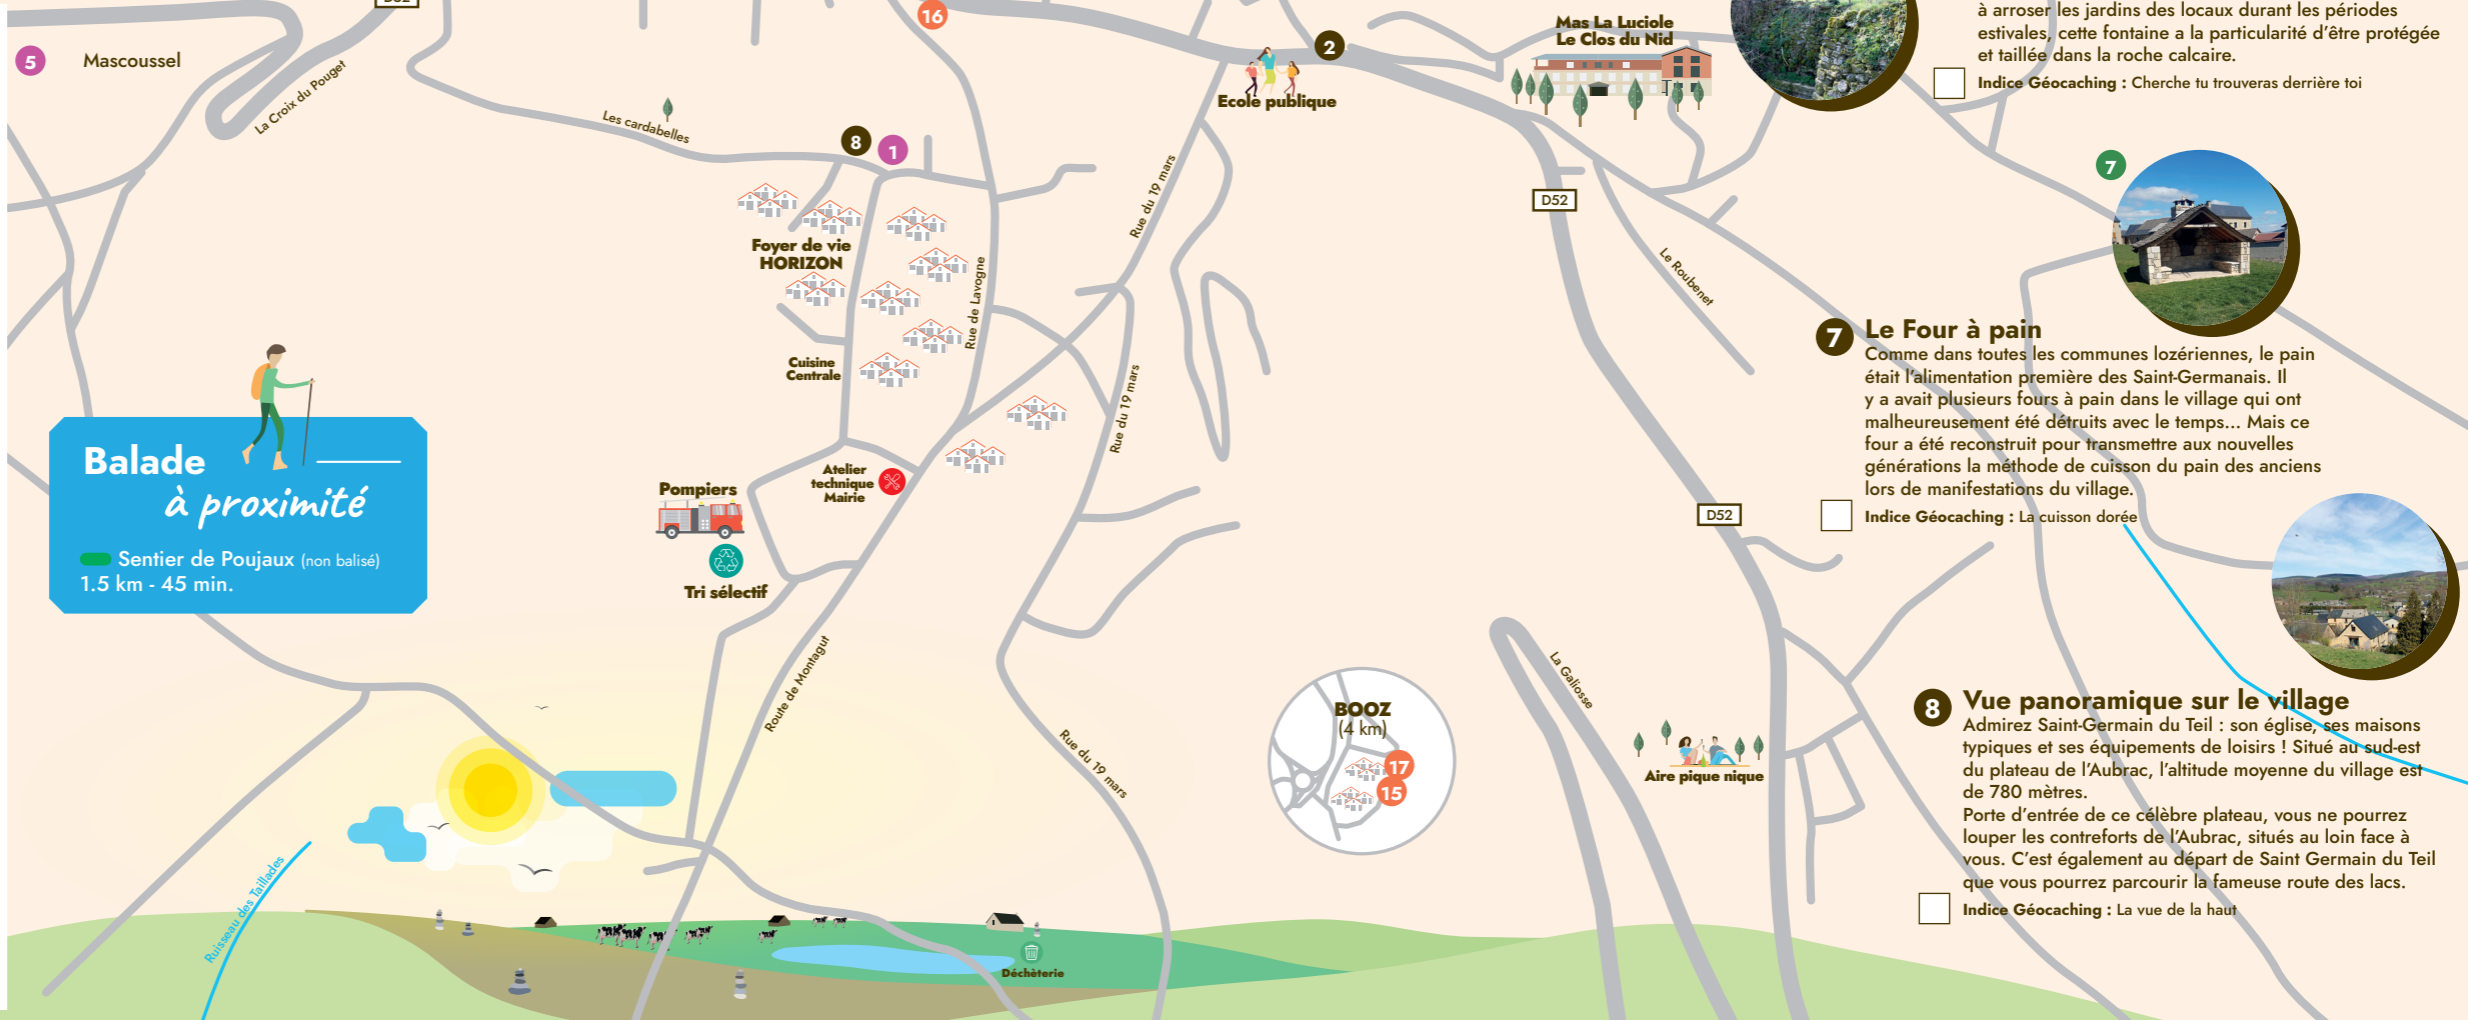 D52
16
5
Mascoussel
La Croix du Pouget
Les cardabelles
8
1
2
Ecole publique
Mas La Luciole
Le Clos du Nid
à arroser les jardins des locaux durant les périodes
estivales, cette fontaine a la particularité d'être protégée
et taillée dans la roche calcaire.
Indice Géocaching : Cherche tu trouveras derrière toi
7
D52
Rue du 19 mars
Foyer de vie
HORIZON
Rue de Lavogne
Le Roubenet
Cuisine
Centrale
Rue du 19 mars
7
Le Four à pain
Comme dans toutes les communes lozériennes, le pain
était l'alimentation première des Saint-Germanais. Il
y a avait plusieurs fours à pain dans le village qui ont
malheureusement été détruits avec le temps... Mais ce
four a été reconstruit pour transmettre aux nouvelles
générations la méthode de cuisson du pain des anciens
lors de manifestations du village.
Indice Géocaching : La cuisson dorée
Balade
à proximité
Sentier de Poujaux (non balisé)
1.5 km - 45 min.
Atelier
technique
Mairie
Pompiers
Tri sélectif
D52
Route de Montagut
Rue du 19 mars
La Galiosse
BOOZ
(4 km)
17
15
Aire pique nique
8
Vue panoramique sur le village
Admirez Saint-Germain du Teil : son église, ses maisons
typiques et ses équipements de loisirs ! Situé au sud-est
du plateau de l'Aubrac, l'altitude moyenne du village est
de 780 mètres.
Porte d'entrée de ce célèbre plateau, vous ne pourrez
louper les contreforts de l'Aubrac, situés au loin face à
vous. C'est également au départ de Saint Germain du Teil
que vous pourrez parcourir la fameuse route des lacs.
Indice Géocaching : La vue de la haut
Ruisseau des Taillades
Déchèterie